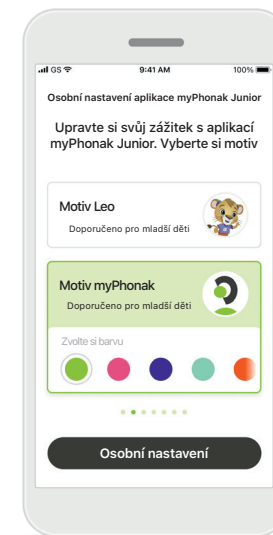 GS 9:41 AM 100%
Osobní nastavení aplikace myPhonak Junior
Upravte si svůj zážitek s aplikací
myPhonak Junior. Vyberte si motiv
Motiv Leo
Doporučeno pro mladší děti
Motiv myPhonak
Doporučeno pro mladší děti
Zvolte si barvu
Osobní nastavení